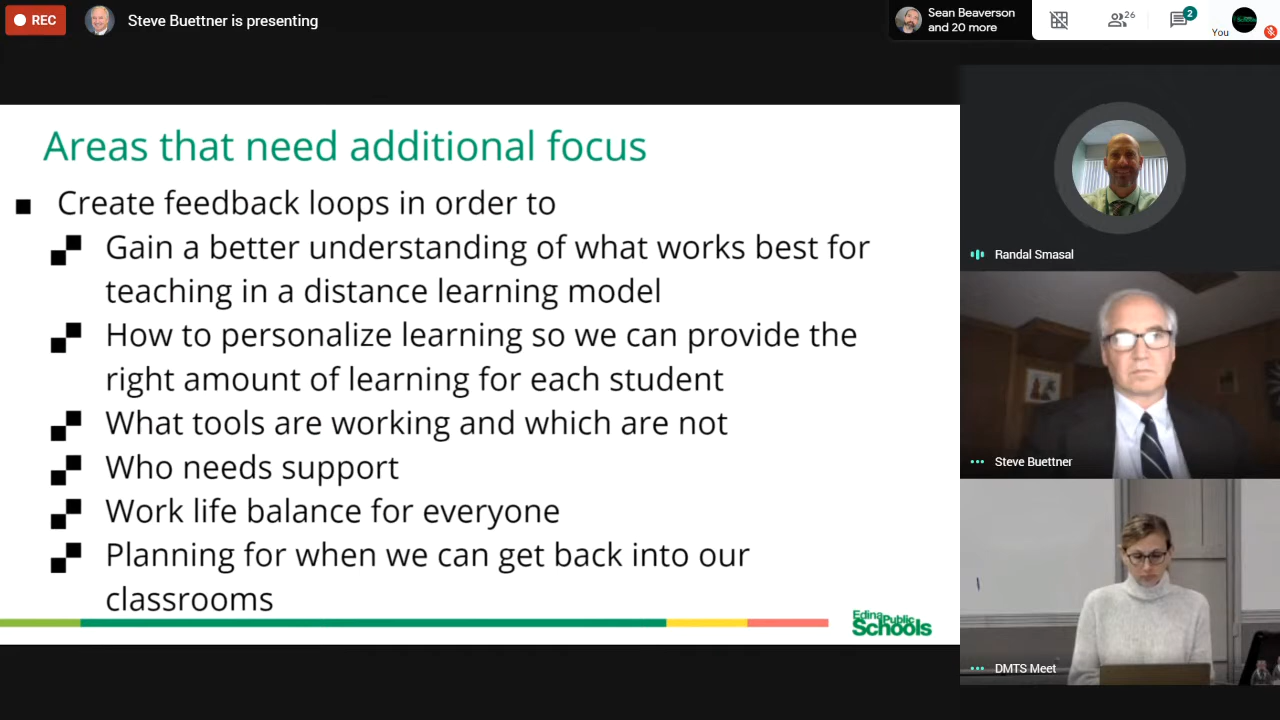 REC
Steve Buettner is presenting
Sean Beaverson
and 20 more
26
2
You
Areas that need additional focus
Create feedback loops in order to
Gain a better understanding of what works best for
teaching in a distance learning model
How to personalize learning so we can provide the
right amount of learning for each student
What tools are working and which are not
Who needs support
Work life balance for everyone
Planning for when we can get back into our
classrooms
Edina Public
Schools
Randal Smasal
Steve Buettner
DMTS Meet